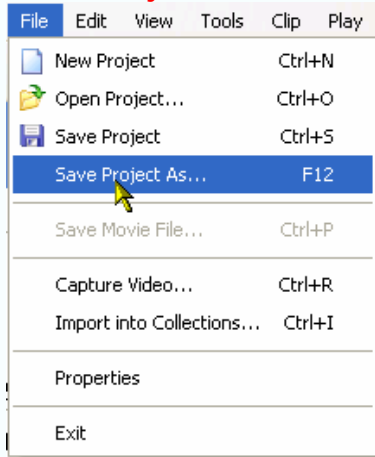 File Edit View Tools Clip Play
New Project Ctrl+N
Open Project... Ctrl+O
Save Project Ctrl+S
Save Project As... F12
Save Movie File... Ctrl+P
Capture Video... Ctrl+R
Import into Collections... Ctrl+I
Properties
Exit